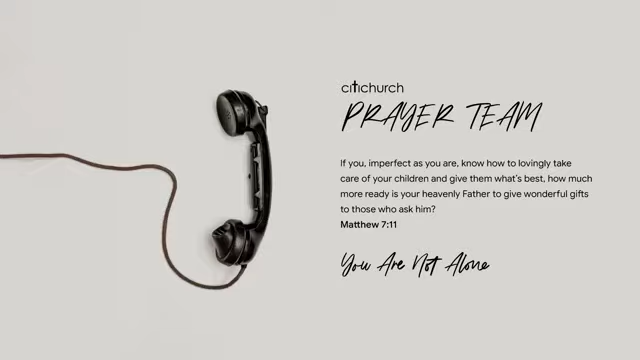 citichurch
PRAYER TEAM
If you, imperfect as you are, know how to lovingly take
care of your children and give them what's best, how much
more ready is your heavenly Father to give wonderful gifts
to those who ask him?
Matthew 7:11
You Are Not Alone